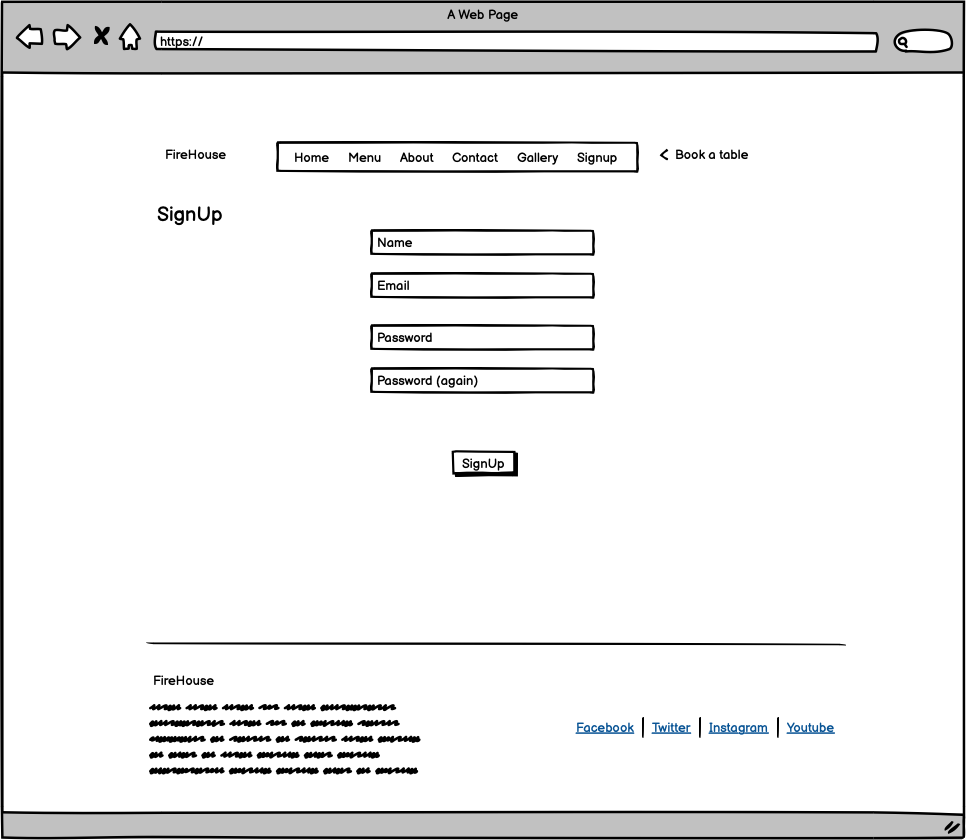 A Web Page
https://
FireHouse
Home Menu About Contact Gallery Signup
Book a table
SignUp
Name
Email
Password
Password (again)
SignUp
FireHouse
Facebook Twitter Instagram Youtube